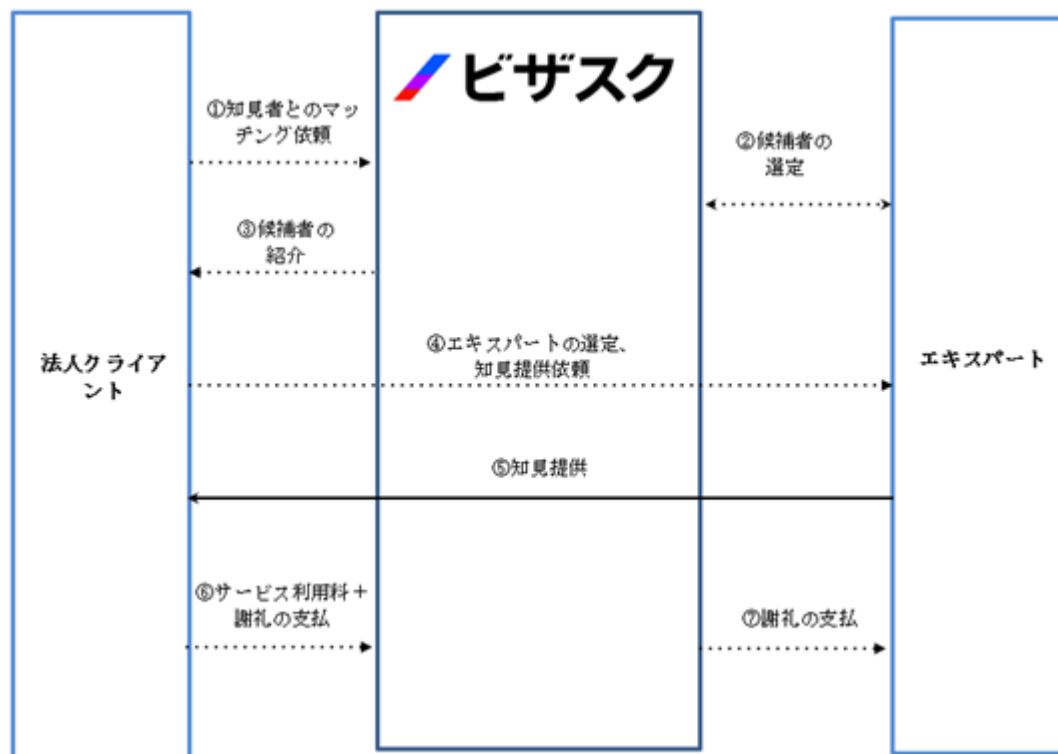 ビザスク
①知見者とのマッ
チング依頼
②候補者の
選定
③候補者の
紹介
④エキスパートの選定、
知見提供依頼
法人クライア
ント
エキスパート
⑤知見提供
⑥サービス利用料＋
謝礼の支払
⑦謝礼の支払